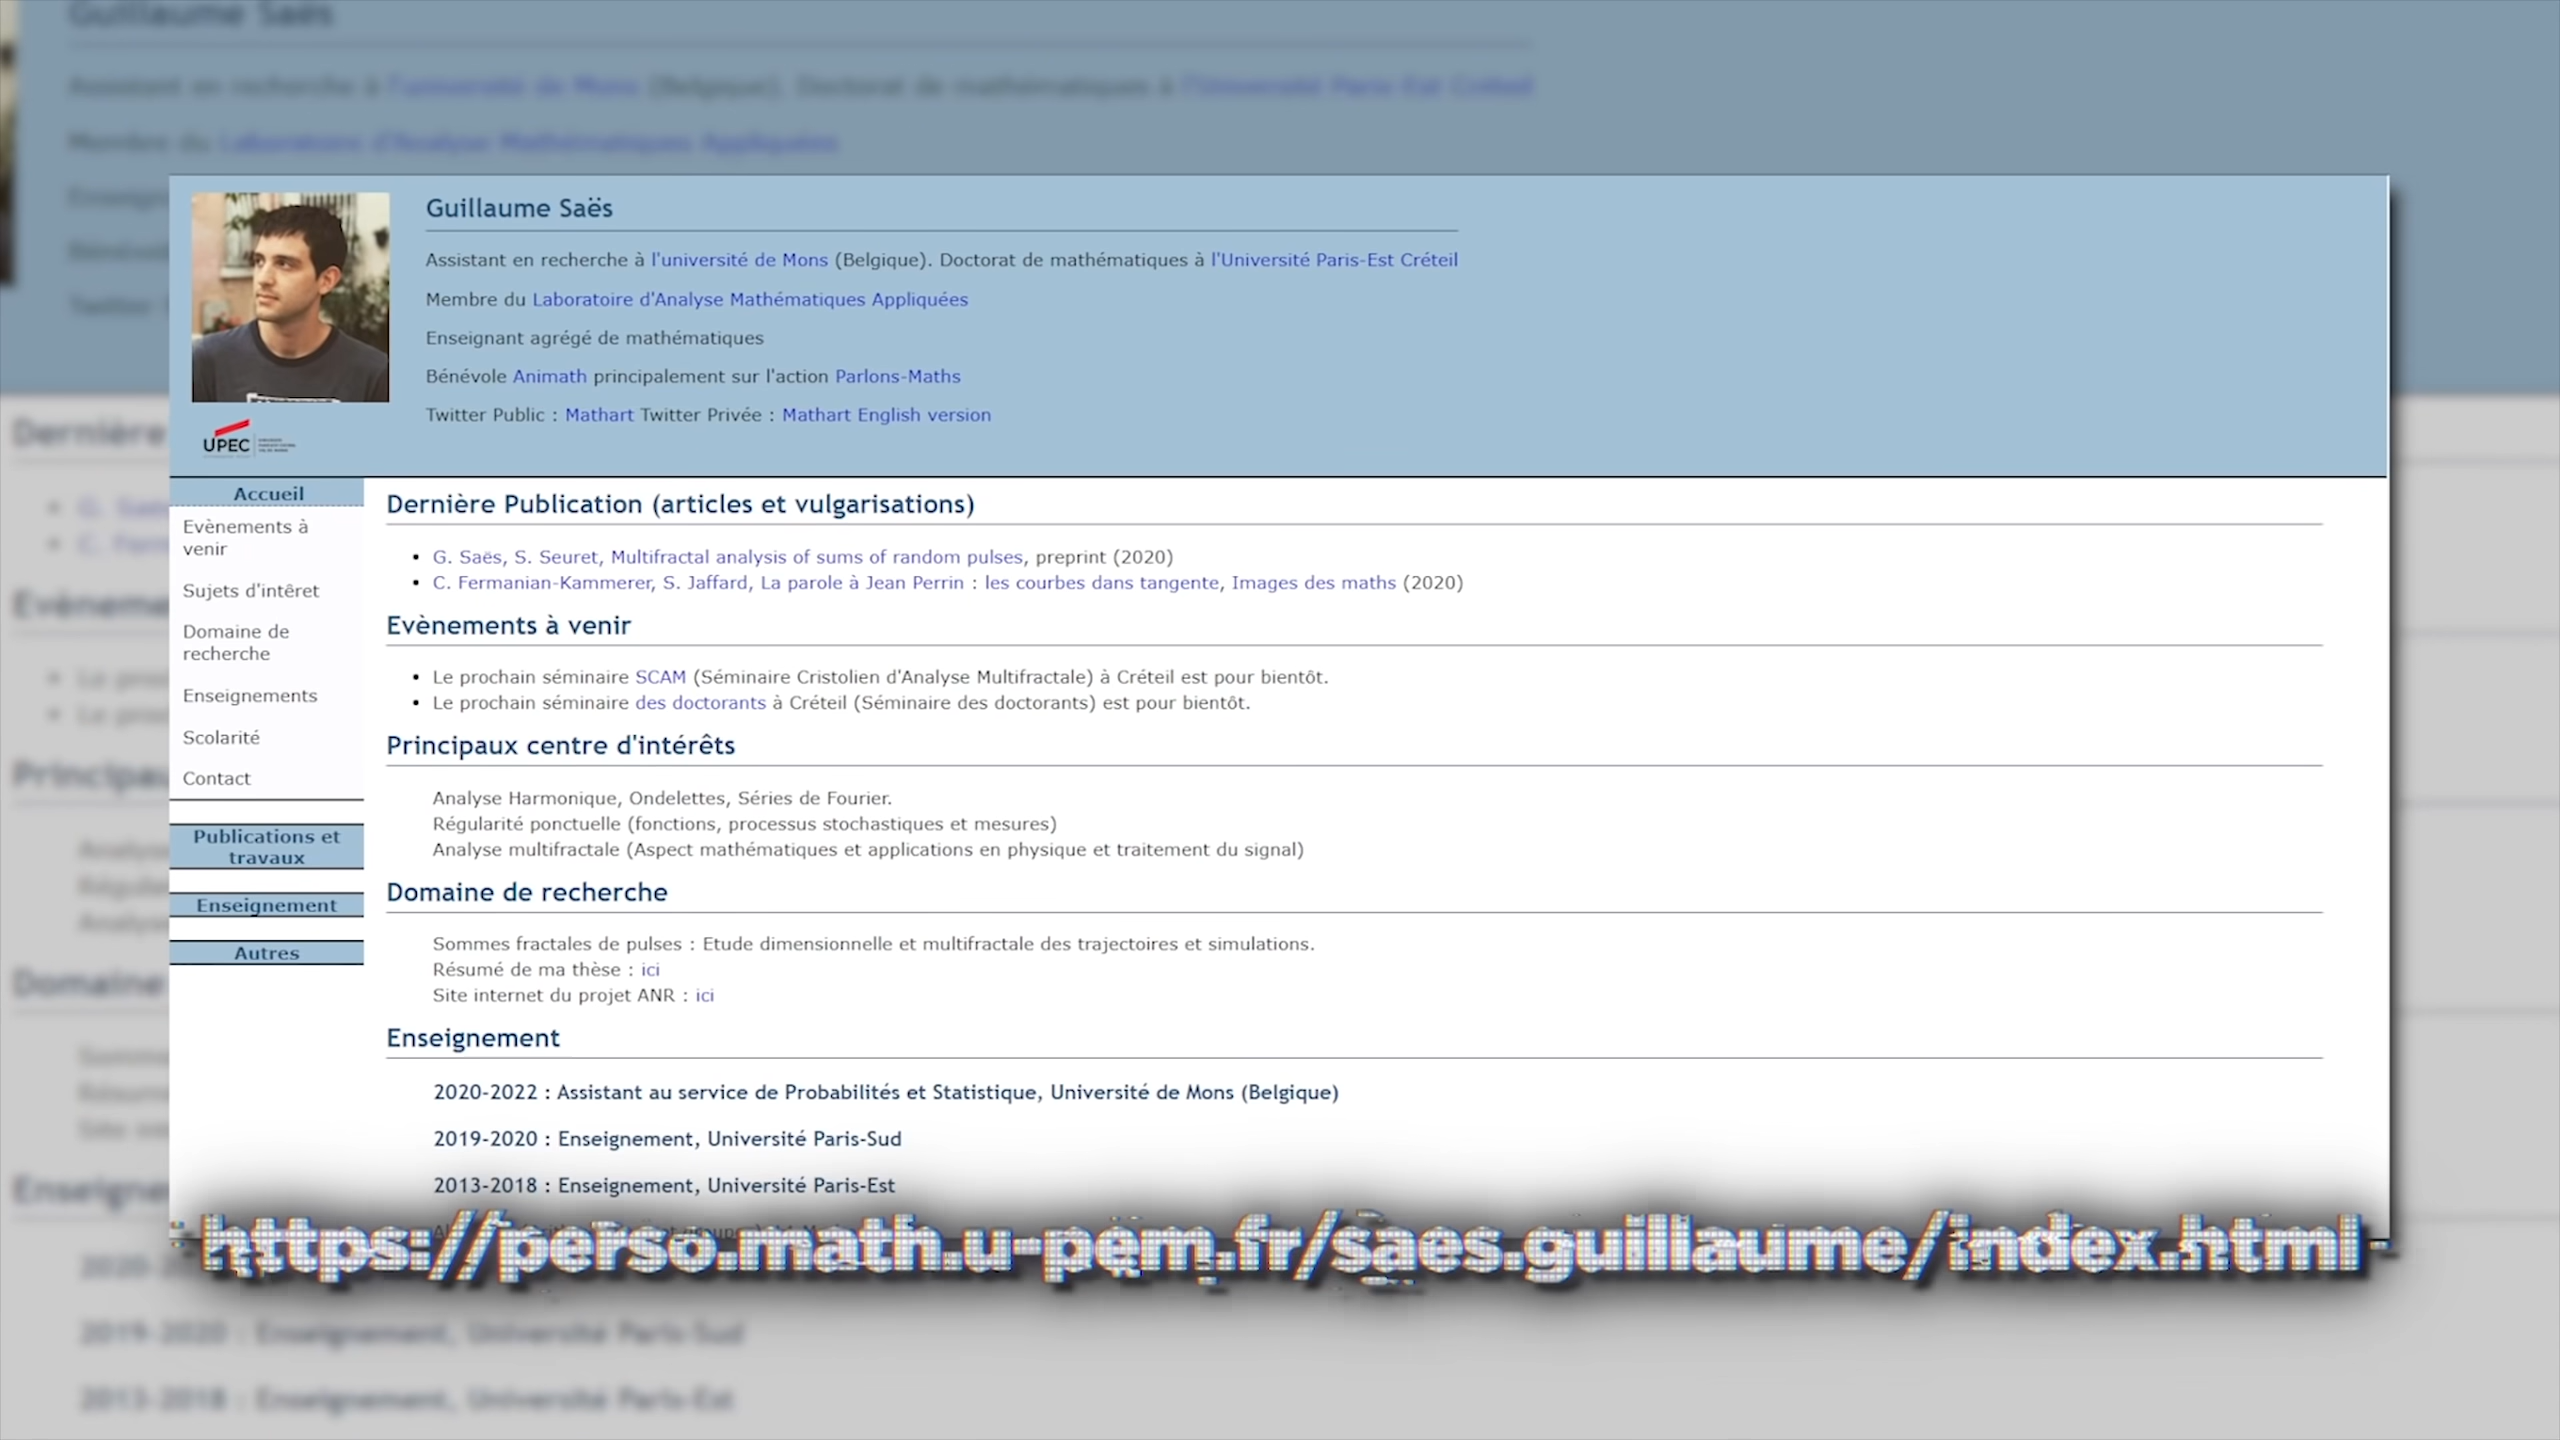 Guillaume Saës
Assistant en recherche à l'université de Mons (Belgique). Doctorat de mathématiques à l'Université Paris-Est Créteil
Membre du Laboratoire d'Analyse Mathématiques Appliquées
Enseignant agrégé de mathématiques
Bénévole Animath principalement sur l'action Parlons-Maths
Twitter Public : Mathart Twitter Privée : Mathart English version
UPEC
Accueil
Evènements à
venir
Sujets d'intêret
Domaine de
recherche
Enseignements
Scolarité
Contact
Publications et
travaux
Enseignement
Autres
Dernière Publication (articles et vulgarisations)
• G. Saës, S. Seuret, Multifractal analysis of sums of random pulses, preprint (2020)
• C. Fermanian-Kammerer, S. Jaffard, La parole à Jean Perrin : les courbes dans tangente, Images des maths (2020)
Evènements à venir
• Le prochain séminaire SCAM (Séminaire Cristolien d'Analyse Multifractale) à Créteil est pour bientôt.
• Le prochain séminaire des doctorants à Créteil (Séminaire des doctorants) est pour bientôt.
Principaux centre d'intérêts
Analyse Harmonique, Ondelettes, Séries de Fourier.
Régularité ponctuelle (fonctions, processus stochastiques et mesures)
Analyse multifractale (Aspect mathématiques et applications en physique et traitement du signal)
Domaine de recherche
Sommes fractales de pulses : Etude dimensionnelle et multifractale des trajectoires et simulations.
Résumé de ma thèse : ici
Site internet du projet ANR : ici
Enseignement
2020-2022 : Assistant au service de Probabilités et Statistique, Université de Mons (Belgique)
2019-2020 : Enseignement, Université Paris-Sud
2013-2018 : Enseignement, Université Paris-Est
https://perso.math.u-pem.fr/saes.guillaume/index.html